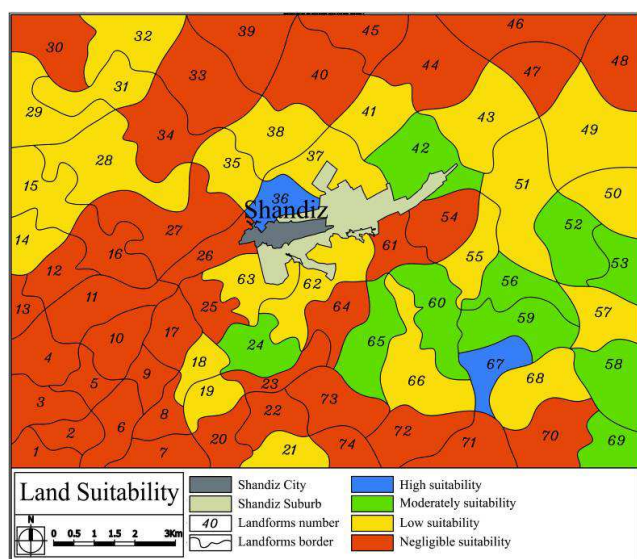 30 32 39 45 46
33 40 44 47 48
31
29 34 38 41 43 49
28 35 37 42
15 36 51 50
Shandiz
27 54 52
14 16 26 61 55 53
12 63 62 56
13 11 25 64 60 59 57
10 17 24 65
4 9 18 67 58
5 66 68
3 8 19 23 73
2 6 22 72 70 69
1 7 20 21 74 71
Land Suitability
N
0 0.5 1 1.5 2 3Km
Shandiz City
Shandiz Suburb
40 Landforms number
Landforms border
High suitability
Moderately suitability
Low suitability
Negligible suitability